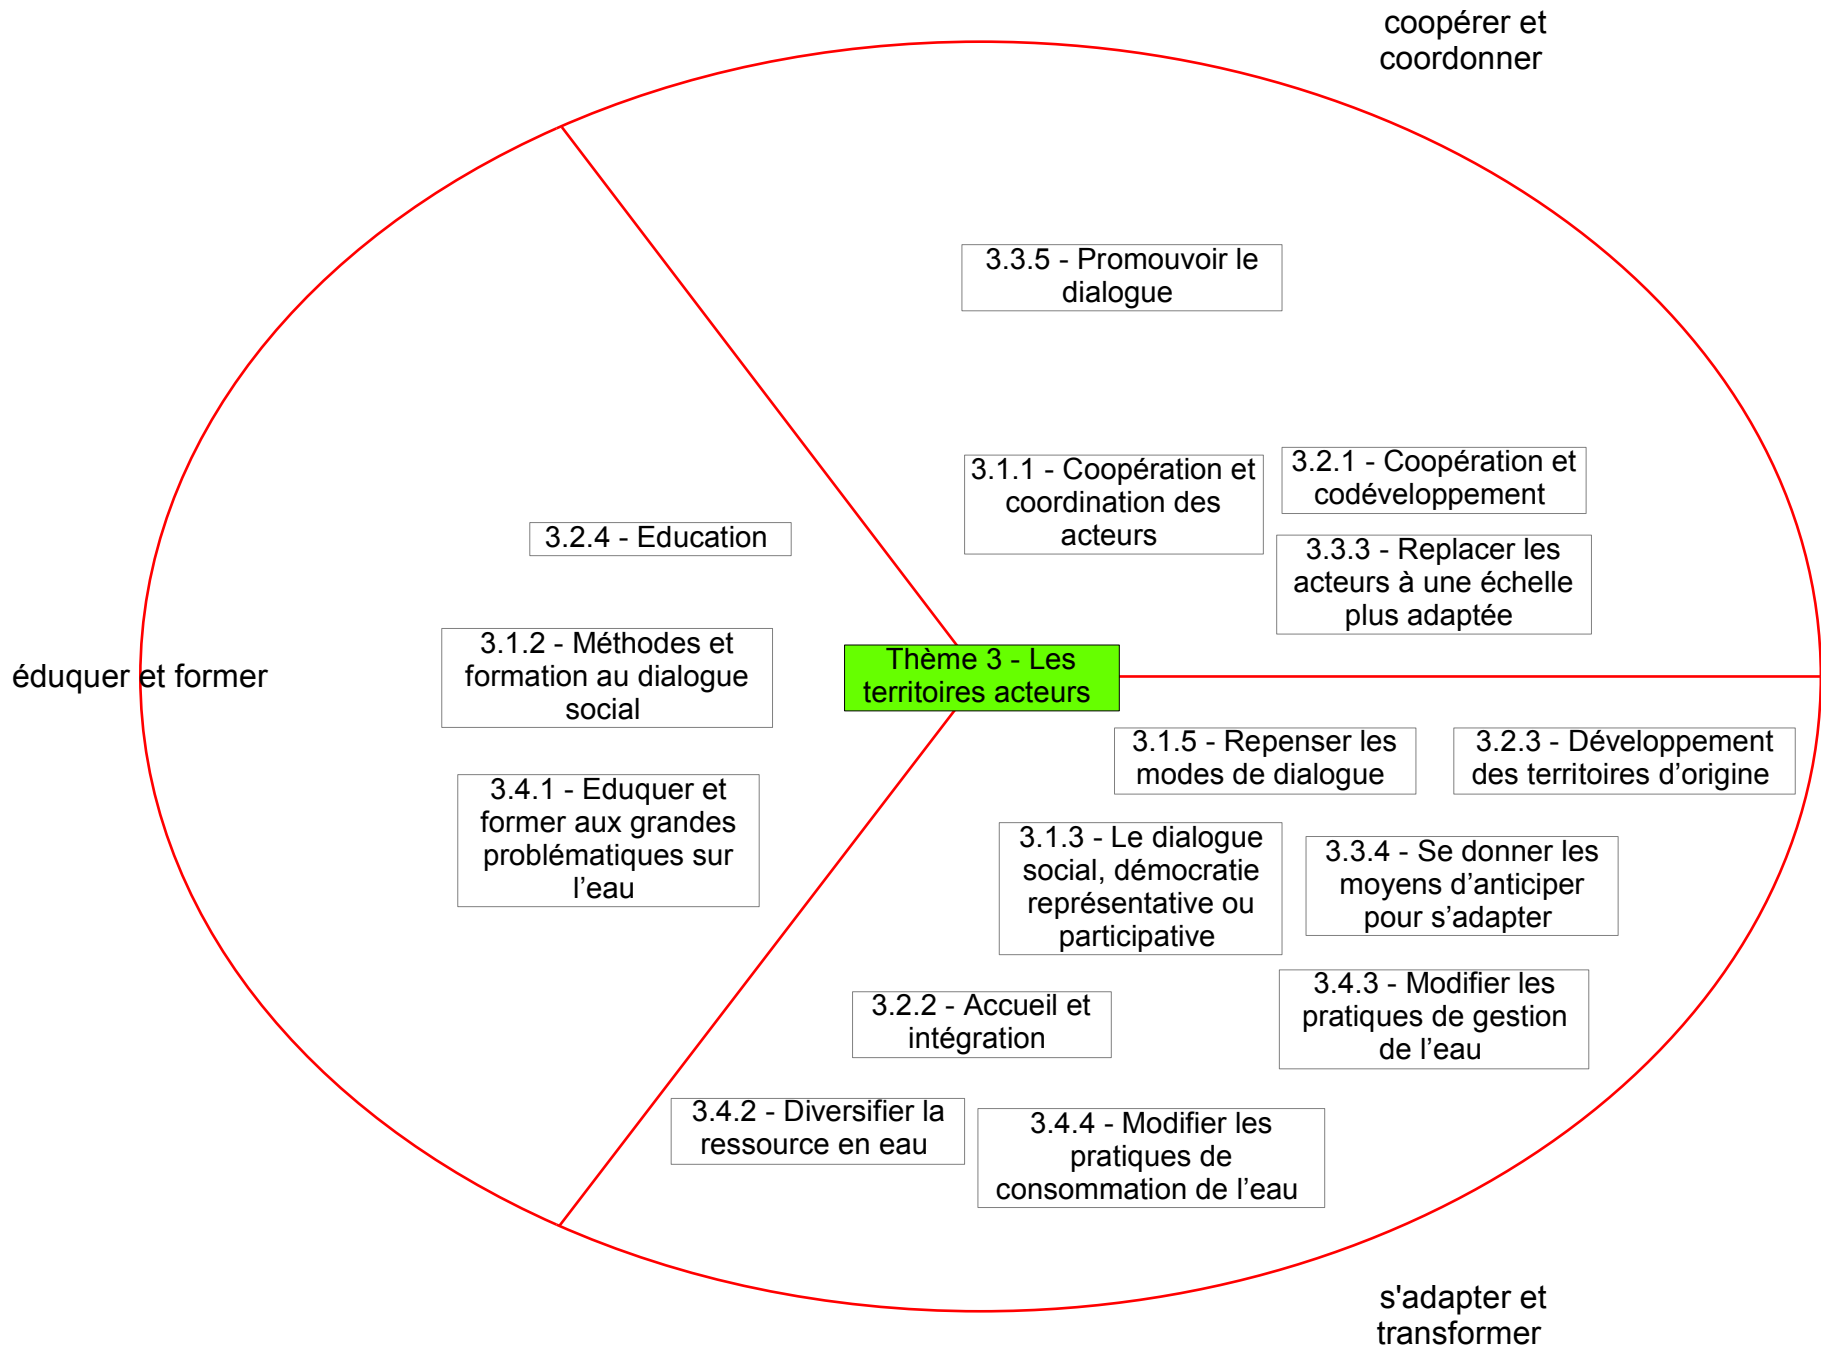 coopérer et
coordonner
3.3.5 - Promouvoir le
dialogue
3.1.1 - Coopération et
coordination des
acteurs
3.2.1 - Coopération et
codéveloppement
3.3.3 - Replacer les
acteurs à une échelle
plus adaptée
3.2.4 - Education
3.1.2 - Méthodes et
formation au dialogue
social
éduquer et former
Thème 3 - Les
territoires acteurs
3.4.1 - Eduquer et
former aux grandes
problématiques sur
l’eau
3.1.5 - Repenser les
modes de dialogue
3.2.3 - Développement
des territoires d’origine
3.1.3 - Le dialogue
social, démocratie
représentative ou
participative
3.3.4 - Se donner les
moyens d’anticiper
pour s’adapter
3.2.2 - Accueil et
intégration
3.4.3 - Modifier les
pratiques de gestion
de l’eau
3.4.2 - Diversifier la
ressource en eau
3.4.4 - Modifier les
pratiques de
consommation de l’eau
s'adapter et
transformer